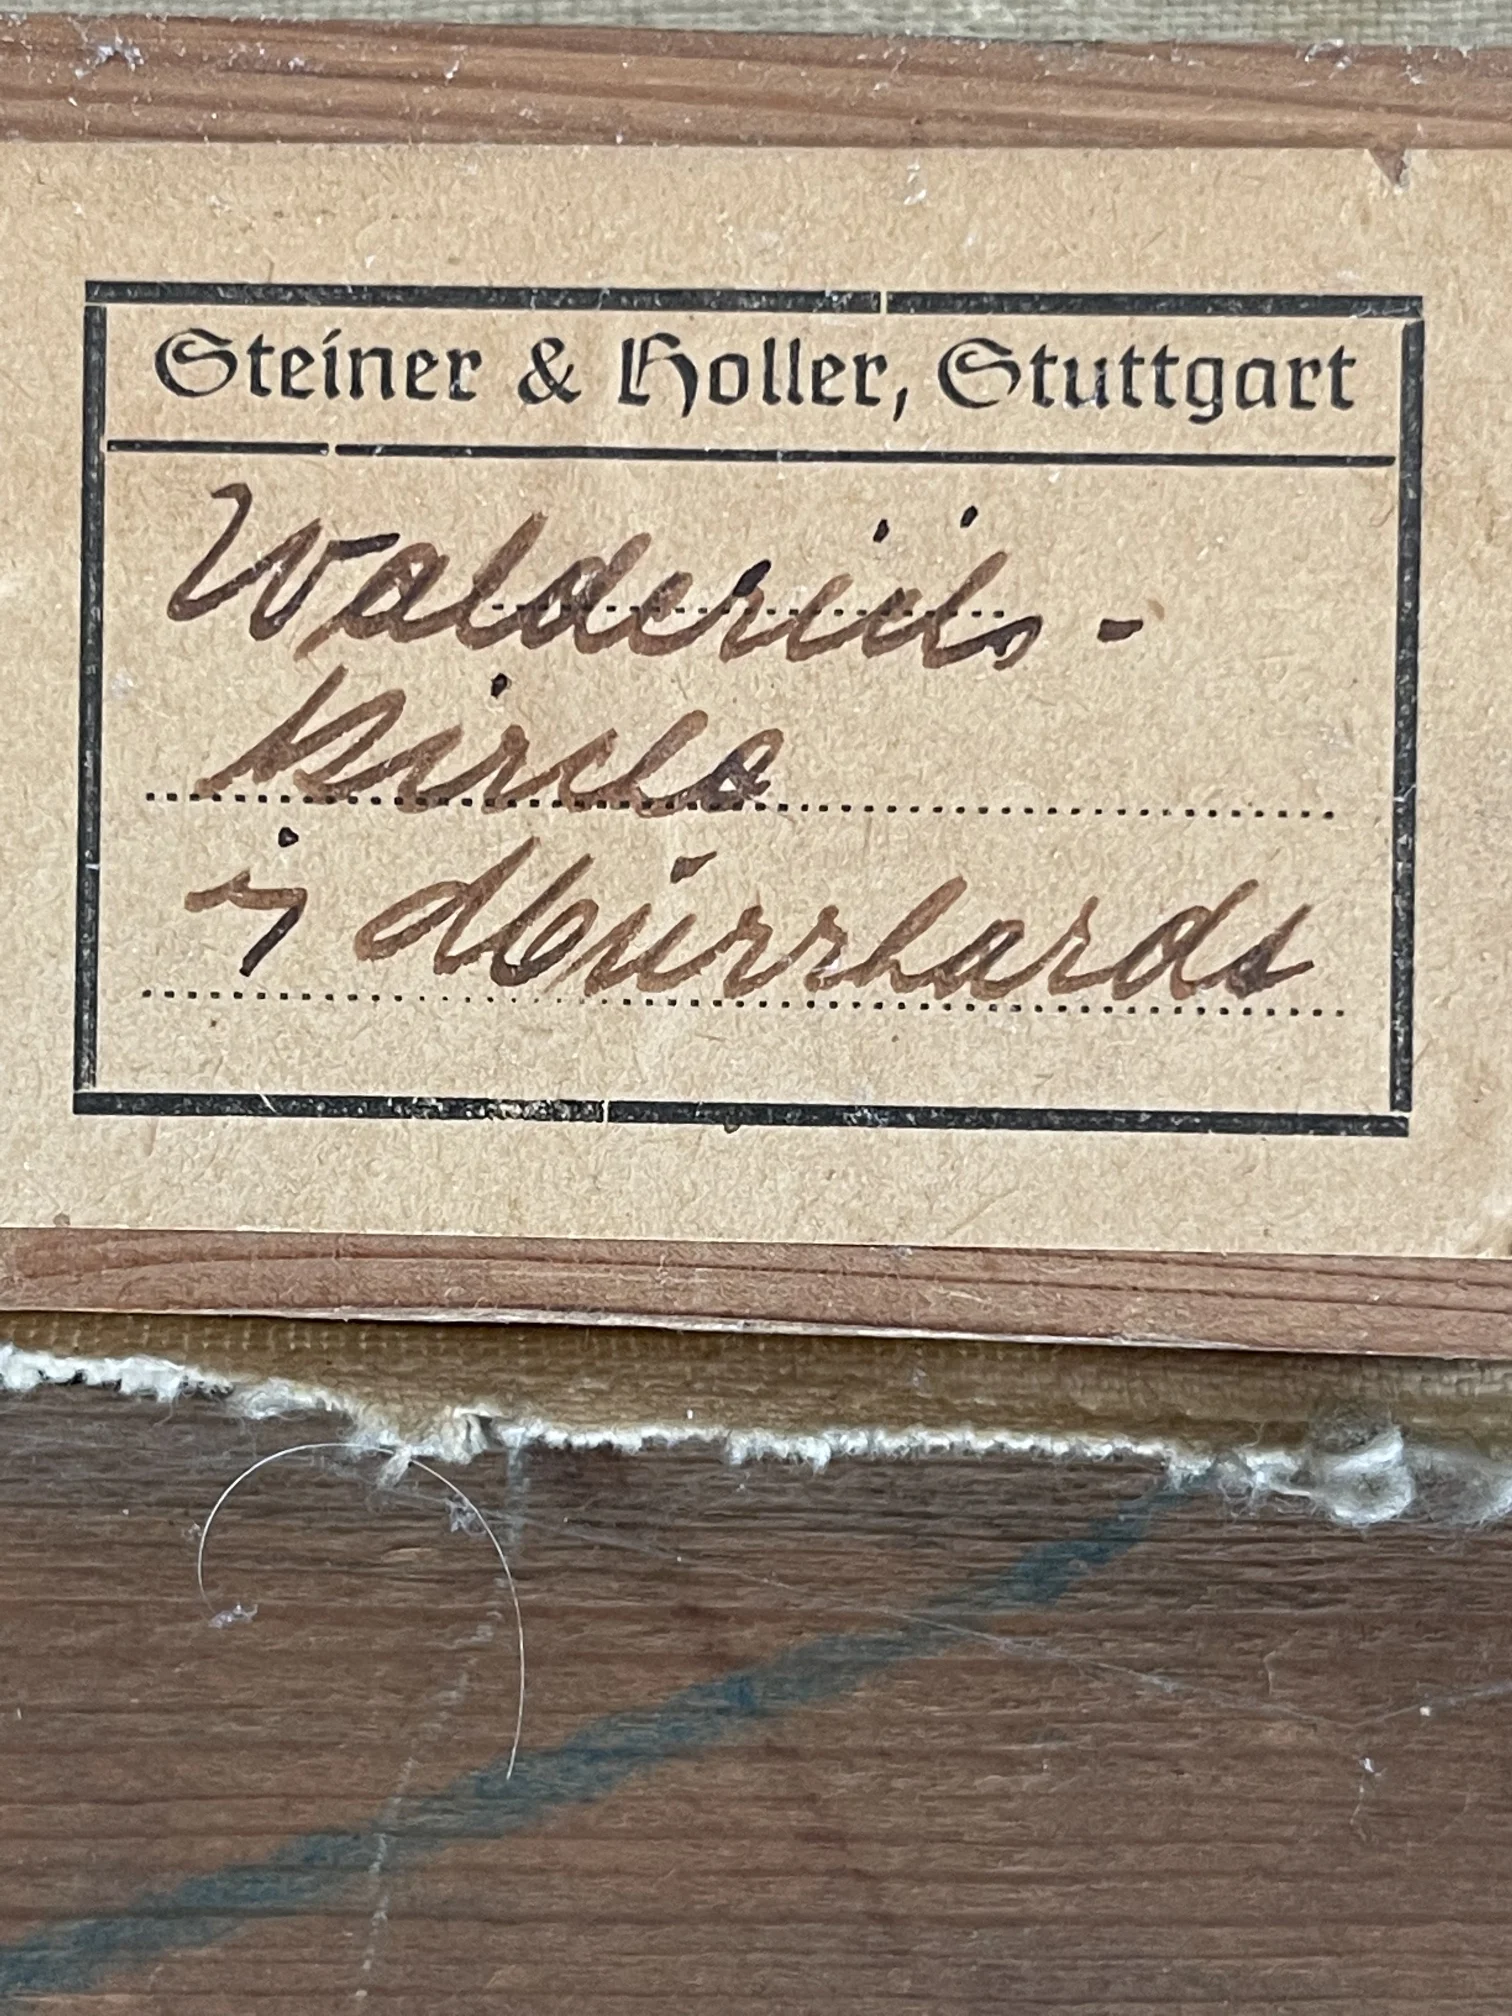 Steiner & Holler, Stuttgart
Walderichs-
Kirche
Murrhardt